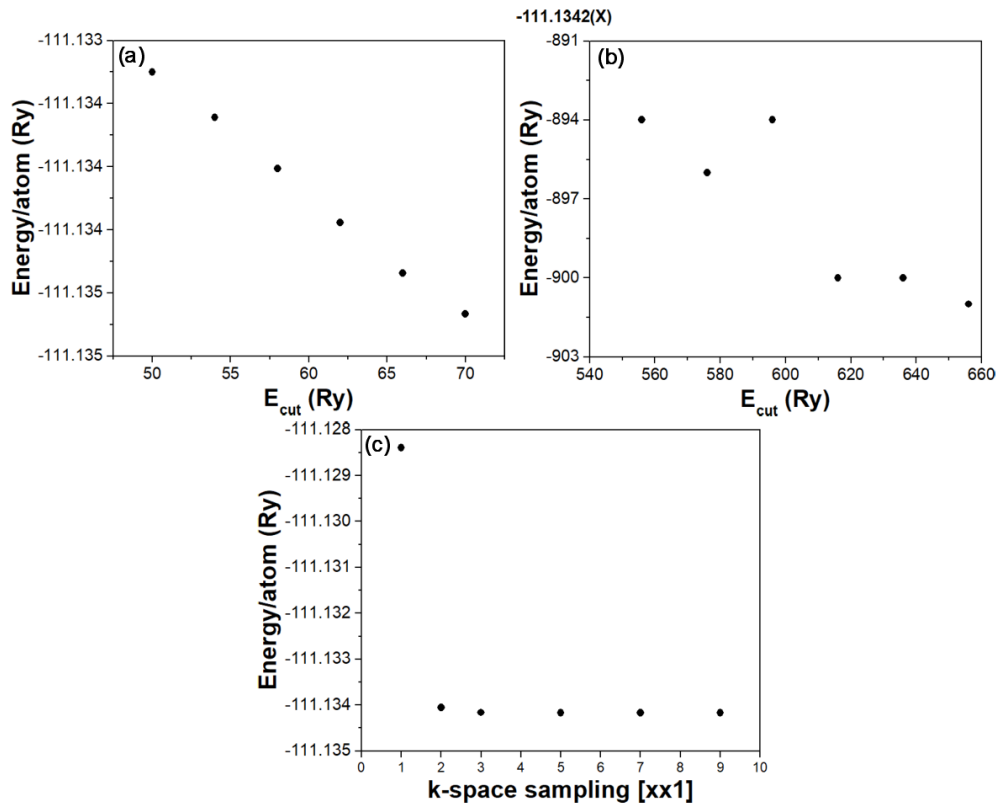 -111.1342(X)
(a)
-111.133
-111.134
-111.134
-111.134
-111.135
-111.135
Energy/atom (Ry)
50 55 60 65 70
E_cut (Ry)
(b)
-891
-894
-897
-900
-903
Energy/atom (Ry)
540 560 580 600 620 640 660
E_cut (Ry)
(c)
-111.128
-111.129
-111.130
-111.131
-111.132
-111.133
-111.134
-111.135
Energy/atom (Ry)
0 1 2 3 4 5 6 7 8 9 10
k-space sampling [xx1]